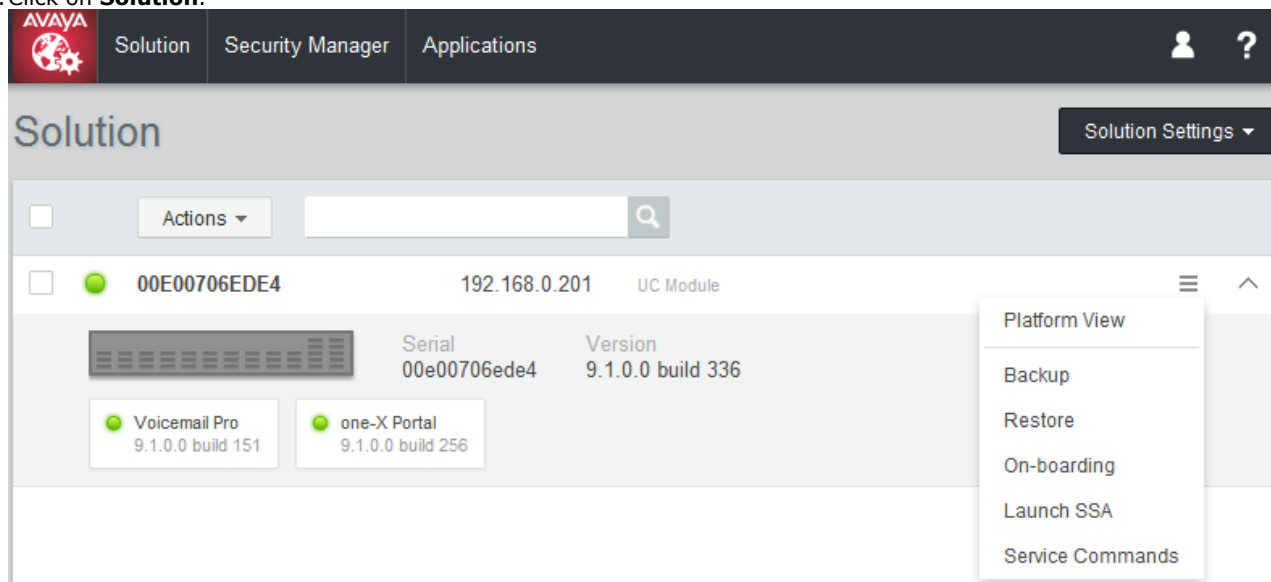 . Click on Solution.
AVAYA
Solution Security Manager Applications ?
Solution
Solution Settings
Actions
00E00706EDE4 192.168.0.201 UC Module
Platform View
Serial Version
00e00706ede4 9.1.0.0 build 336
Backup
Voicemail Pro one-X Portal
9.1.0.0 build 151 9.1.0.0 build 256
Restore
On-boarding
Launch SSA
Service Commands